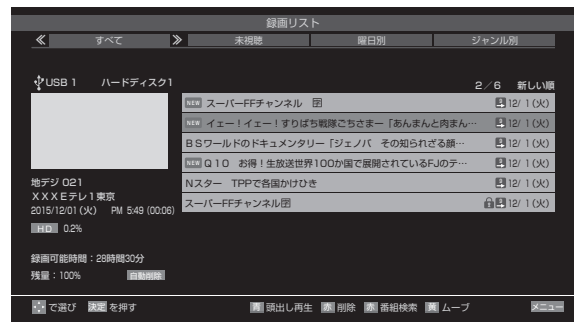 録画リスト
≪ すべて ≫ 未視聴 曜日別 ジャンル別
USB 1 ハードディスク1 2／6 新しい順
NEW スーパーFFチャンネル 字 12/ 1 (火)
NEW イェー！イェー！すりばち戦隊ごちさまー「あんまんと肉まん… 12/ 1 (火)
BSワールドのドキュメンタリー「ジェノバ その知られざる顔… 12/ 1 (火)
NEW Q10 お得！生放送世界100か国で展開されているFJのテ… 12/ 1 (火)
Nスター TPPで各国かけひき 12/ 1 (火)
スーパーFFチャンネル字 12/ 1 (火)
地デジ 021
XXXEテレ1東京
2015/12/01 (火) PM 5:49 (00:06)
HD 0.2%
録画可能時間：28時間30分
残量：100% 自動削除
で選び 決定 を押す 青 頭出し再生 赤 削除 赤 番組検索 黄 ムーブ メニュー